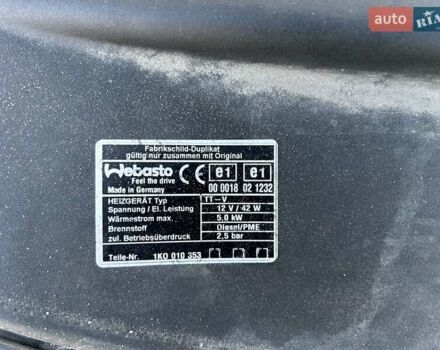 auto RIA
Fabrikschild-Duplikat
gültig nur zusammen mit Original
Webasto CE e1 e1
Feel the drive
Made in Germany 00 0018 02 1232
HEIZGERÄT Typ TT-V
Spannung / El. Leistung 12 V / 42 W
Wärmestrom max. 5.0 kW
Brennstoff Diesel/PME
zul. Betriebsüberdruck 2,5 bar
Teile-Nr. 1K0 010 353